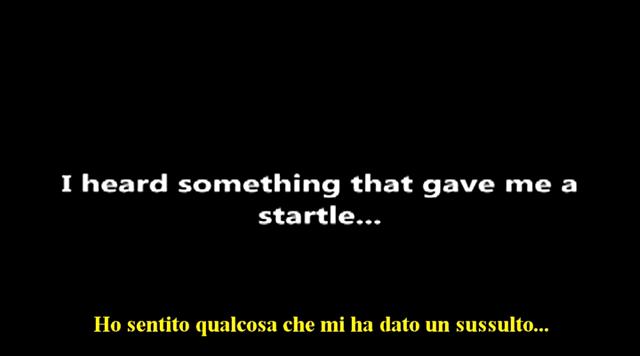 I heard something that gave me a
startle...
Ho sentito qualcosa che mi ha dato un sussulto...